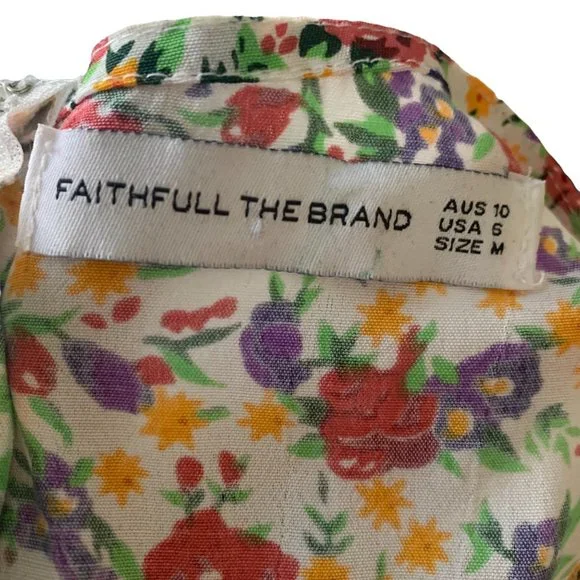 FAITHFULL THE BRAND
AUS 10
USA 6
SIZE M